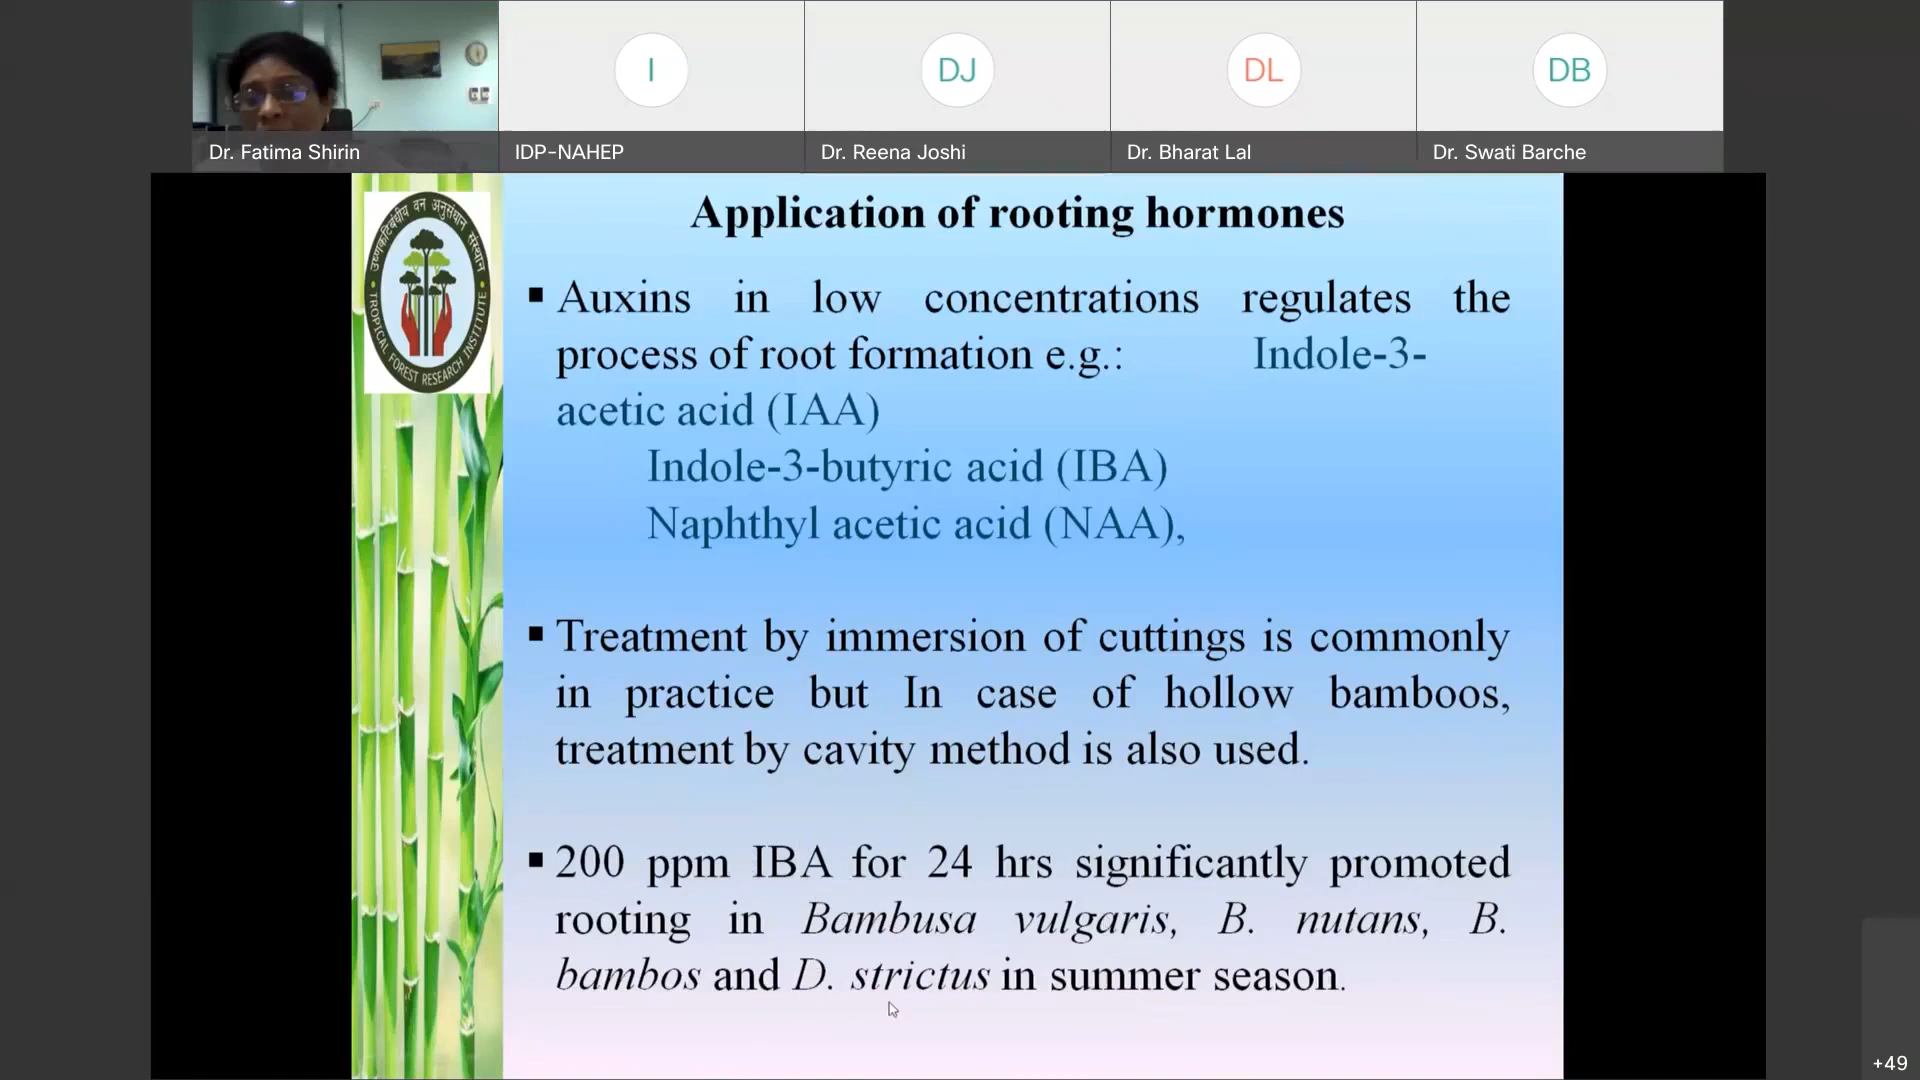 I
DJ
DL
DB
Dr. Fatima Shirin
IDP-NAHEP
Dr. Reena Joshi
Dr. Bharat Lal
Dr. Swati Barche
उष्णकटिबंधीय वन अनुसंधान संस्थान
TROPICAL FOREST RESEARCH INSTITUTE
Application of rooting hormones
▪ Auxins in low concentrations regulates the
process of root formation e.g.: Indole-3-
acetic acid (IAA)
Indole-3-butyric acid (IBA)
Naphthyl acetic acid (NAA),
▪ Treatment by immersion of cuttings is commonly
in practice but In case of hollow bamboos,
treatment by cavity method is also used.
▪ 200 ppm IBA for 24 hrs significantly promoted
rooting in Bambusa vulgaris, B. nutans, B.
bambos and D. strictus in summer season.
+49